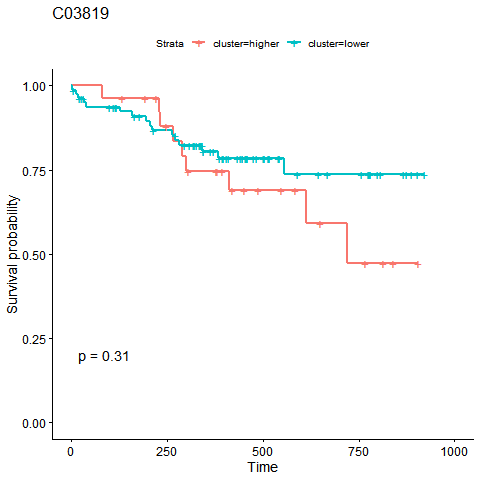 C03819
Strata cluster=higher cluster=lower
1.00
0.75
0.50
0.25
0.00
Survival probability
p = 0.31
0 250 500 750 1000
Time